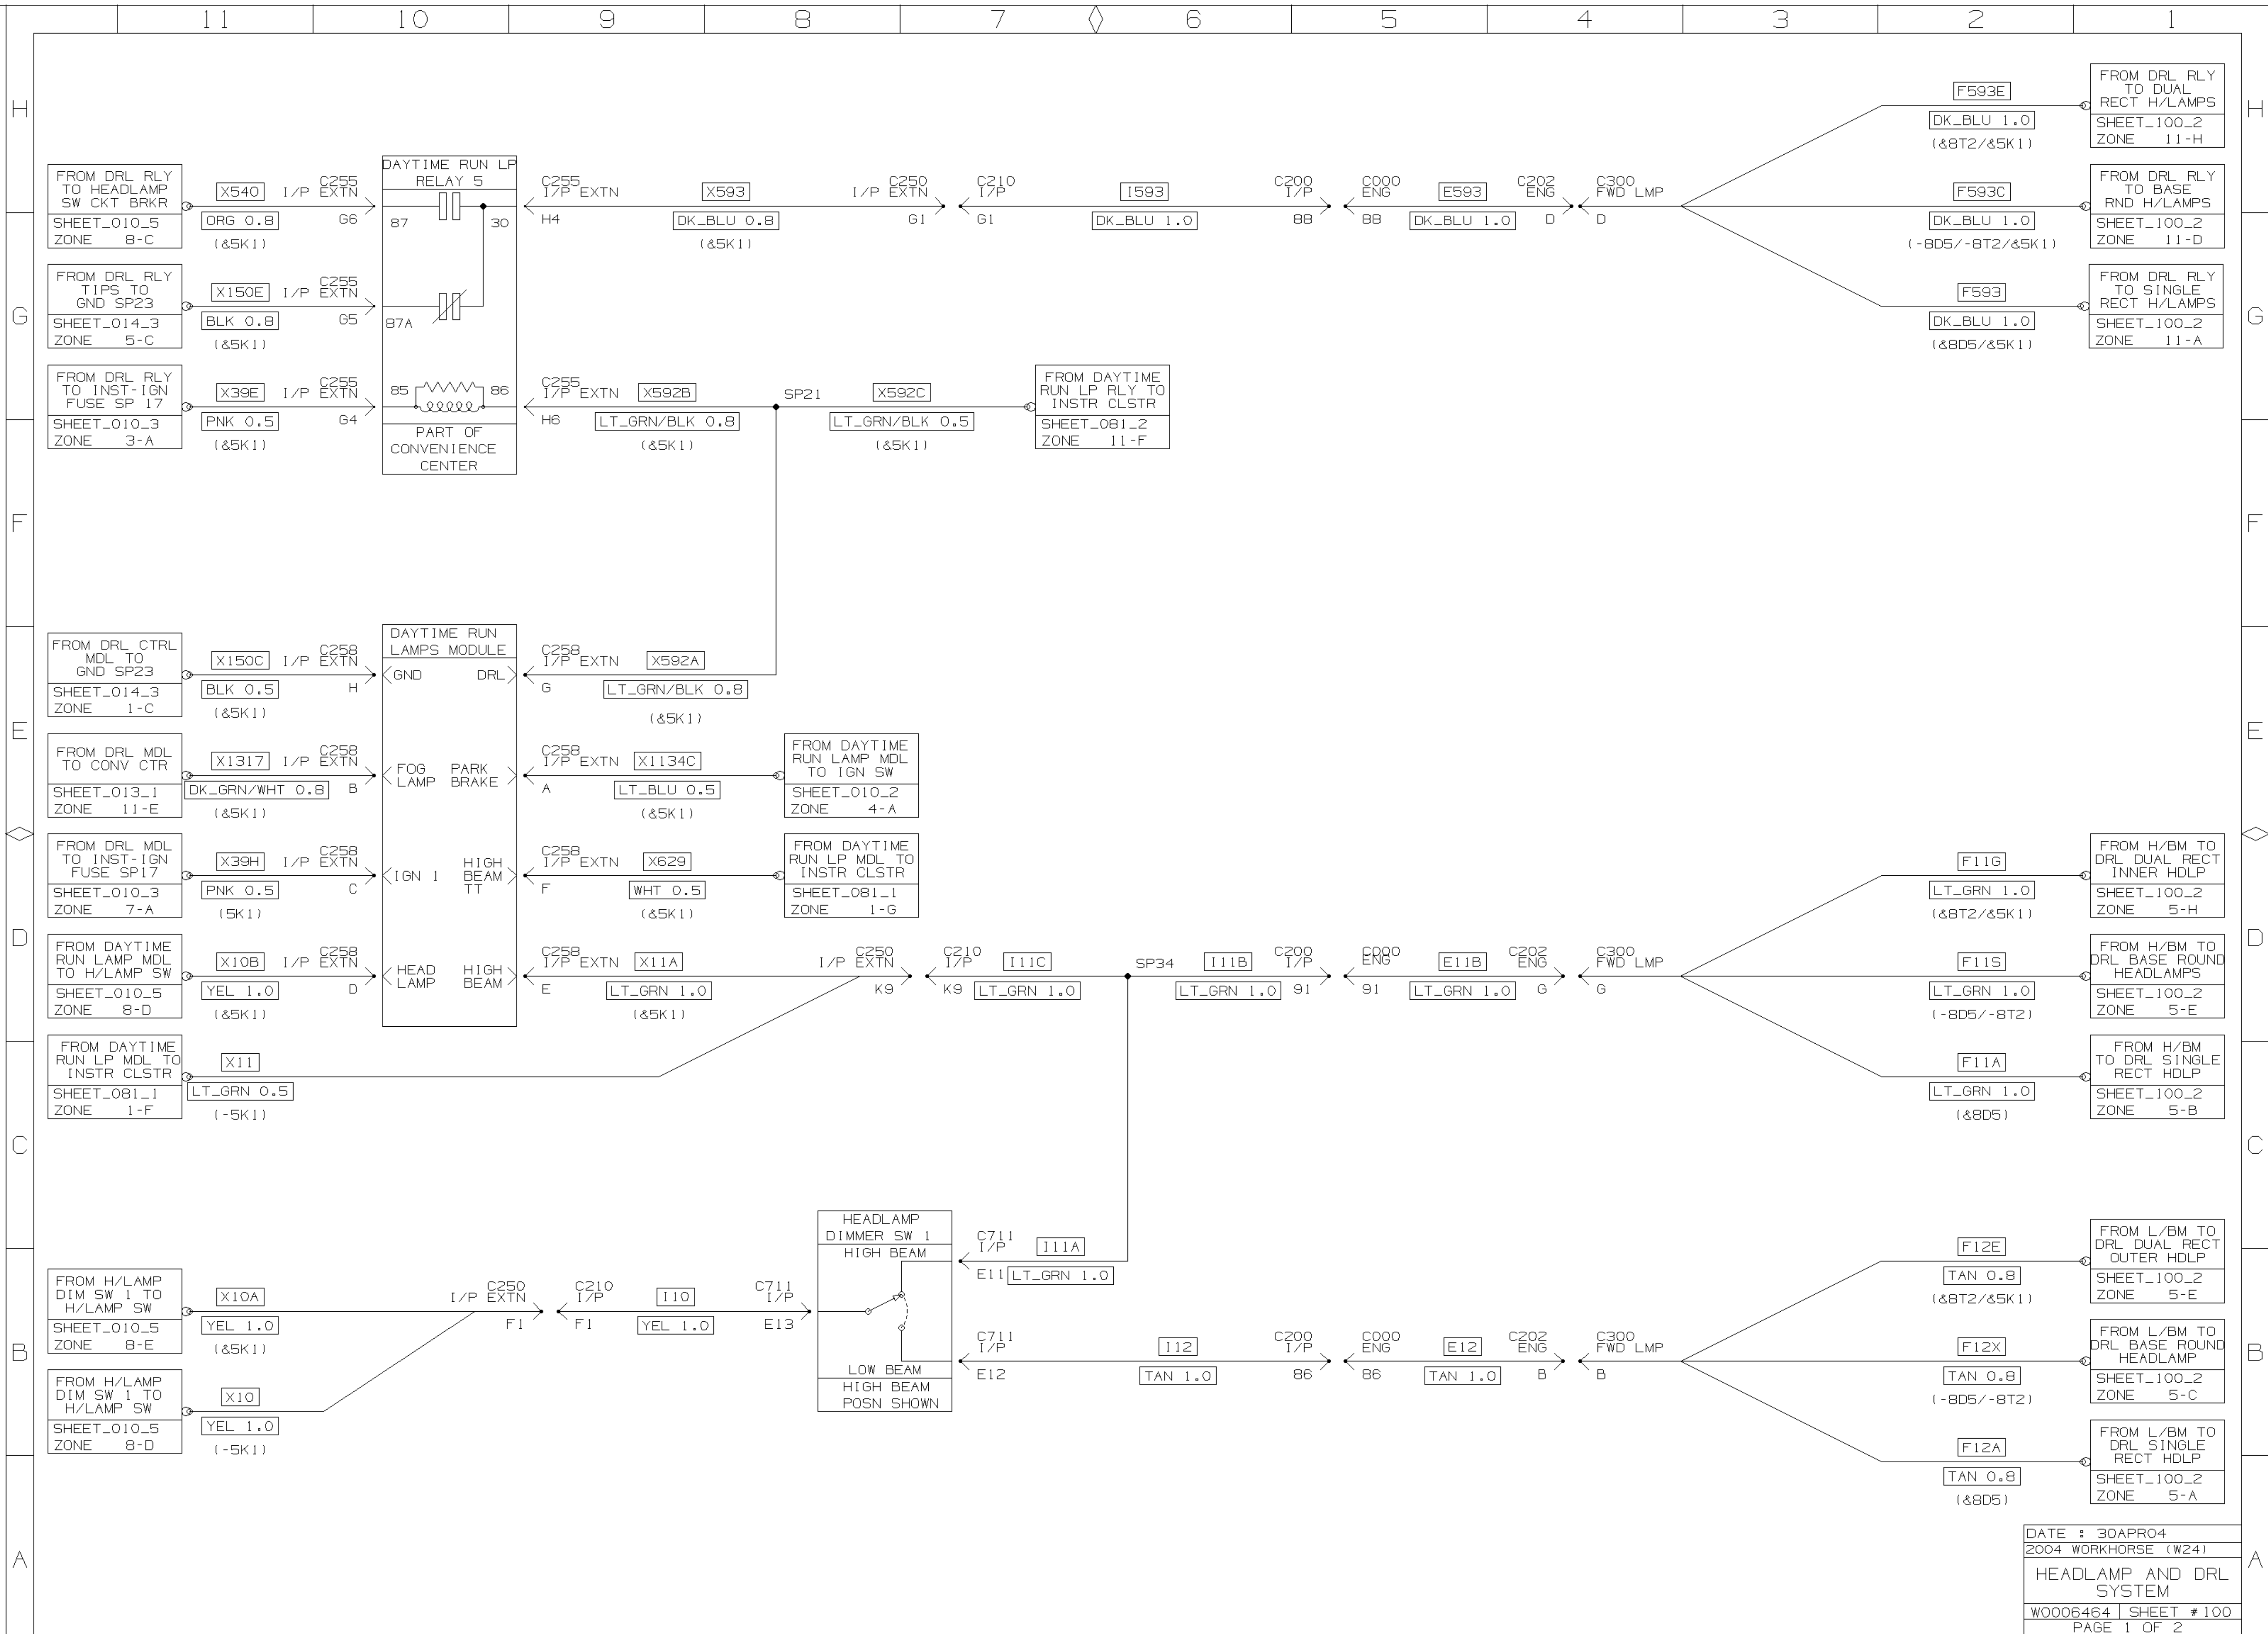 11 10 9 8 7 6 5 4 3 2 1
H
G
F
E
D
C
B
A
H
G
F
E
D
C
B
A
FROM DRL RLY
TO HEADLAMP
SW CKT BRKR
SHEET_010_5
ZONE 8-C
X540
ORG 0.8
(&5K1)
C255
I/P EXTN
G6
DAYTIME RUN LP
RELAY 5
87
30
87A
85
86
PART OF
CONVENIENCE
CENTER
C255
I/P EXTN
H4
X593
DK_BLU 0.8
(&5K1)
C250
I/P EXTN
G1
C210
I/P
G1
I593
DK_BLU 1.0
C200
I/P
88
C000
ENG
88
E593
DK_BLU 1.0
C202
ENG
D
C300
FWD LMP
D
F593E
DK_BLU 1.0
(&8T2/&5K1)
FROM DRL RLY
TO DUAL
RECT H/LAMPS
SHEET_100_2
ZONE 11-H
F593C
DK_BLU 1.0
(-8D5/-8T2/&5K1)
FROM DRL RLY
TO BASE
RND H/LAMPS
SHEET_100_2
ZONE 11-D
F593
DK_BLU 1.0
(&8D5/&5K1)
FROM DRL RLY
TO SINGLE
RECT H/LAMPS
SHEET_100_2
ZONE 11-A
FROM DRL RLY
TIPS TO
GND SP23
SHEET_014_3
ZONE 5-C
X150E
BLK 0.8
(&5K1)
C255
I/P EXTN
G5
FROM DRL RLY
TO INST-IGN
FUSE SP 17
SHEET_010_3
ZONE 3-A
X39E
PNK 0.5
(&5K1)
C255
I/P EXTN
G4
C255
I/P EXTN
H6
X592B
LT_GRN/BLK 0.8
(&5K1)
SP21
X592C
LT_GRN/BLK 0.5
(&5K1)
FROM DAYTIME
RUN LP RLY TO
INSTR CLSTR
SHEET_081_2
ZONE 11-F
FROM DRL CTRL
MDL TO
GND SP23
SHEET_014_3
ZONE 1-C
X150C
BLK 0.5
(&5K1)
C258
I/P EXTN
H
DAYTIME RUN
LAMPS MODULE
GND DRL
FOG
LAMP
PARK
BRAKE
IGN 1
HIGH
BEAM
TT
HEAD
LAMP
HIGH
BEAM
C258
I/P EXTN
G
X592A
LT_GRN/BLK 0.8
(&5K1)
FROM DRL MDL
TO CONV CTR
SHEET_013_1
ZONE 11-E
X1317
DK_GRN/WHT 0.8
(&5K1)
C258
I/P EXTN
B
C258
I/P EXTN
A
X1134C
LT_BLU 0.5
(&5K1)
FROM DAYTIME
RUN LAMP MDL
TO IGN SW
SHEET_010_2
ZONE 4-A
FROM DRL MDL
TO INST-IGN
FUSE SP17
SHEET_010_3
ZONE 7-A
X39H
PNK 0.5
(5K1)
C258
I/P EXTN
C
C258
I/P EXTN
F
X629
WHT 0.5
(&5K1)
FROM DAYTIME
RUN LP MDL TO
INSTR CLSTR
SHEET_081_1
ZONE 1-G
FROM DAYTIME
RUN LAMP MDL
TO H/LAMP SW
SHEET_010_5
ZONE 8-D
X10B
YEL 1.0
(&5K1)
C258
I/P EXTN
D
C258
I/P EXTN
E
X11A
LT_GRN 1.0
(&5K1)
C250
I/P EXTN
K9
C210
I/P
K9
I11C
LT_GRN 1.0
SP34
I11B
LT_GRN 1.0
C200
I/P
91
C000
ENG
91
E11B
LT_GRN 1.0
C202
ENG
G
C300
FWD LMP
G
F11G
LT_GRN 1.0
(&8T2/&5K1)
FROM H/BM TO
DRL DUAL RECT
INNER HDLP
SHEET_100_2
ZONE 5-H
F11S
LT_GRN 1.0
(-8D5/-8T2)
FROM H/BM TO
DRL BASE ROUND
HEADLAMPS
SHEET_100_2
ZONE 5-E
F11A
LT_GRN 1.0
(&8D5)
FROM H/BM
TO DRL SINGLE
RECT HDLP
SHEET_100_2
ZONE 5-B
FROM DAYTIME
RUN LP MDL TO
INSTR CLSTR
SHEET_081_1
ZONE 1-F
X11
LT_GRN 0.5
(-5K1)
HEADLAMP
DIMMER SW 1
HIGH BEAM
LOW BEAM
HIGH BEAM
POSN SHOWN
C711
I/P
E11
I11A
LT_GRN 1.0
FROM H/LAMP
DIM SW 1 TO
H/LAMP SW
SHEET_010_5
ZONE 8-E
X10A
YEL 1.0
(&5K1)
C250
I/P EXTN
F1
C210
I/P
F1
I10
YEL 1.0
C711
I/P
E13
FROM H/LAMP
DIM SW 1 TO
H/LAMP SW
SHEET_010_5
ZONE 8-D
X10
YEL 1.0
(-5K1)
C711
I/P
E12
I12
TAN 1.0
C200
I/P
86
C000
ENG
86
E12
TAN 1.0
C202
ENG
B
C300
FWD LMP
B
F12E
TAN 0.8
(&8T2/&5K1)
FROM L/BM TO
DRL DUAL RECT
OUTER HDLP
SHEET_100_2
ZONE 5-E
F12X
TAN 0.8
(-8D5/-8T2)
FROM L/BM TO
DRL BASE ROUND
HEADLAMP
SHEET_100_2
ZONE 5-C
F12A
TAN 0.8
(&8D5)
FROM L/BM TO
DRL SINGLE
RECT HDLP
SHEET_100_2
ZONE 5-A
DATE : 30APR04
2004 WORKHORSE (W24)
HEADLAMP AND DRL
SYSTEM
W0006464 SHEET #100
PAGE 1 OF 2